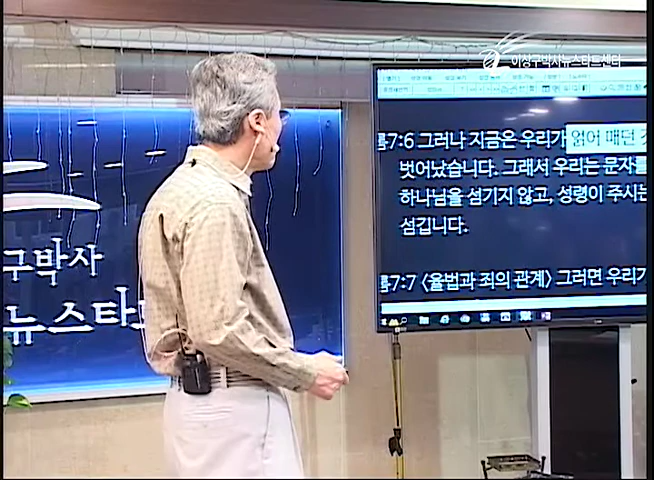 이상구박사뉴스타트센터
롬7:6 그러나 지금은 우리가 얽어 매던
벗어났습니다. 그래서 우리는 문자를
하나님을 섬기지 않고, 성령이 주시는
섬깁니다.
롬7:7 <율법과 죄의 관계> 그러면 우리가
구박사
뉴스타트